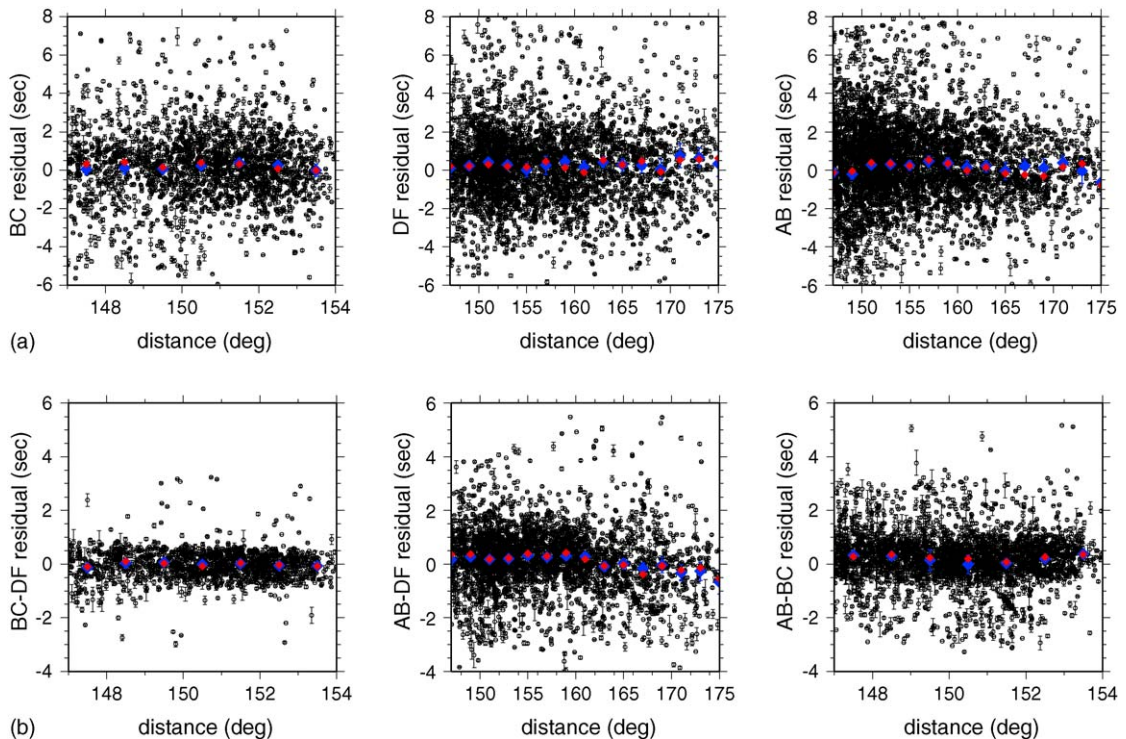 8
6
4
2
0
-2
-4
-6
BC residual (sec)
148 150 152 154
distance (deg)
8
6
4
2
0
-2
-4
-6
DF residual (sec)
150 155 160 165 170 175
distance (deg)
8
6
4
2
0
-2
-4
-6
AB residual (sec)
150 155 160 165 170 175
distance (deg)
(a)
6
4
2
0
-2
-4
BC-DF residual (sec)
148 150 152 154
distance (deg)
6
4
2
0
-2
-4
AB-DF residual (sec)
150 155 160 165 170 175
distance (deg)
6
4
2
0
-2
-4
AB-BC residual (sec)
148 150 152 154
distance (deg)
(b)